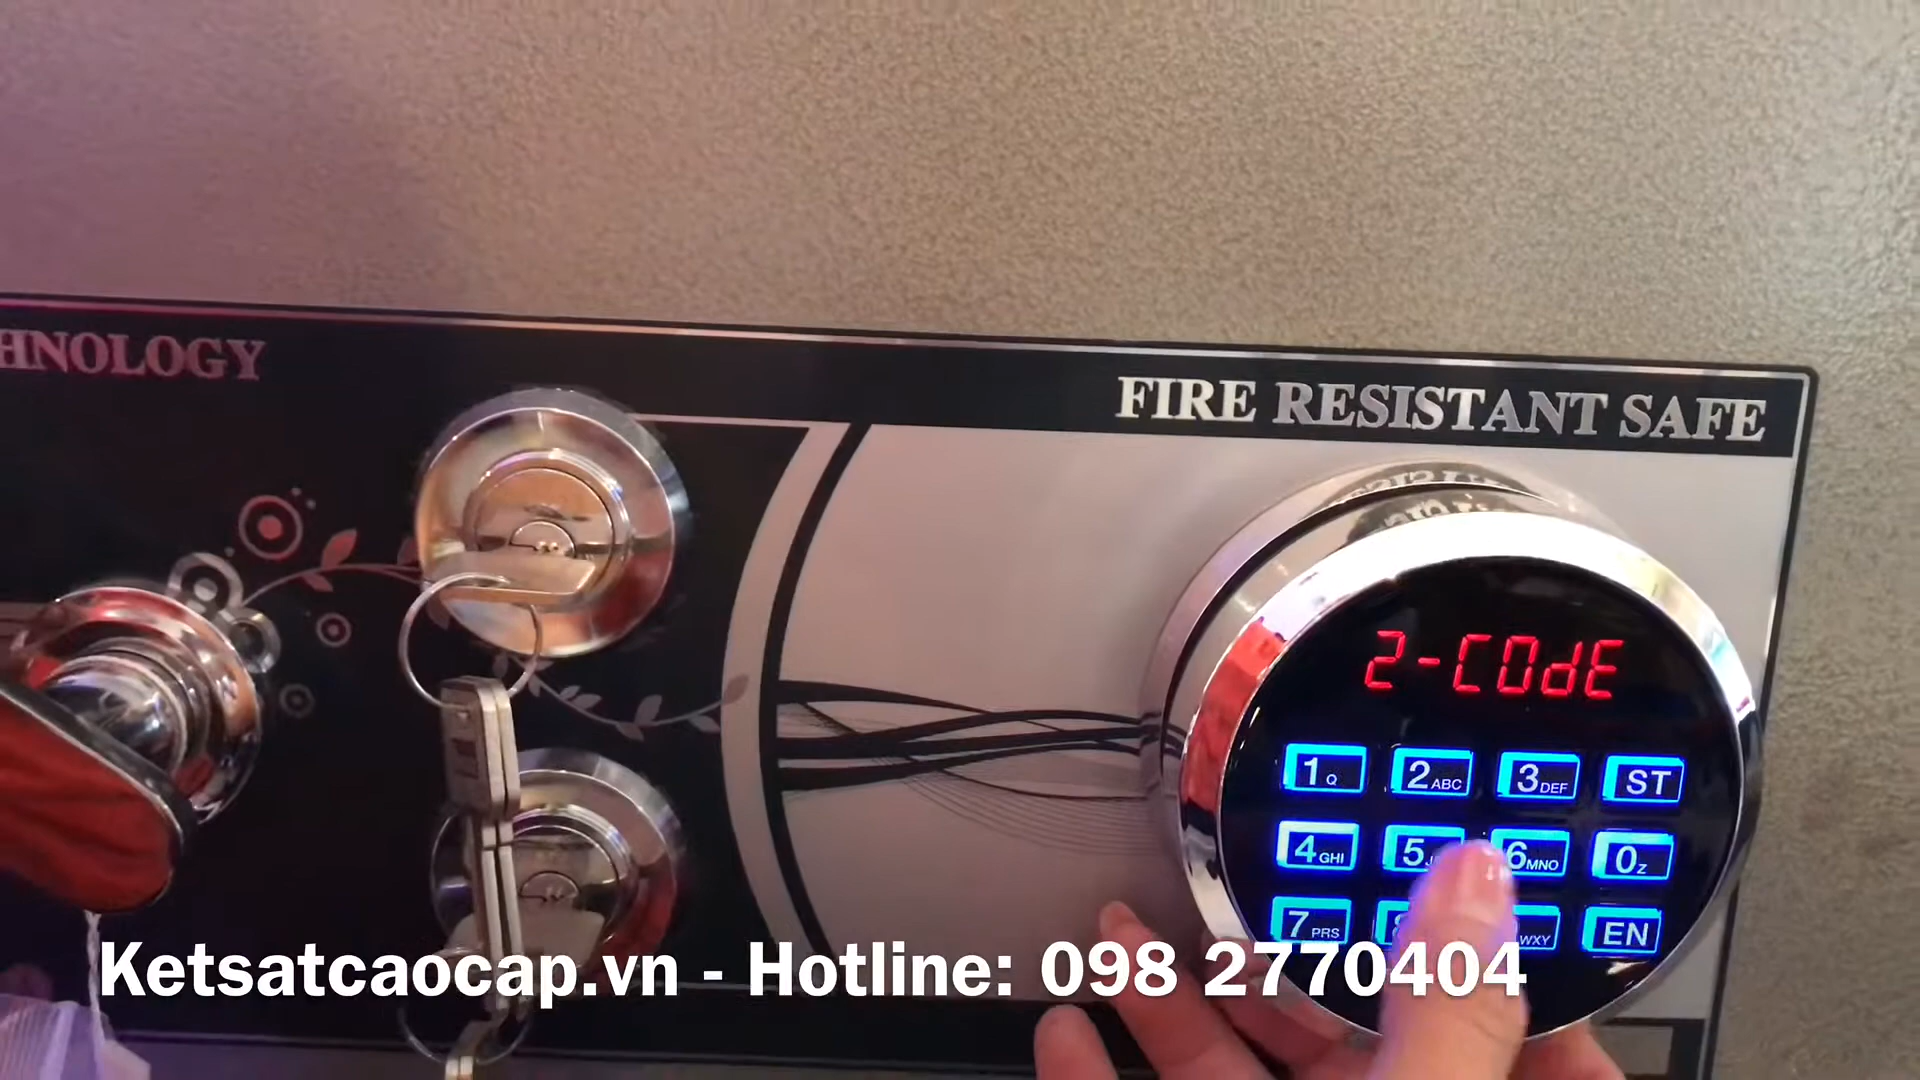 HNOLOGY
FIRE RESISTANT SAFE
2-COdE
1 Q 2 ABC 3 DEF ST
4 GHI 5 6 MNO 0 Z
7 PRS WXY EN
Ketsatcaocap.vn - Hotline: 098 2770404